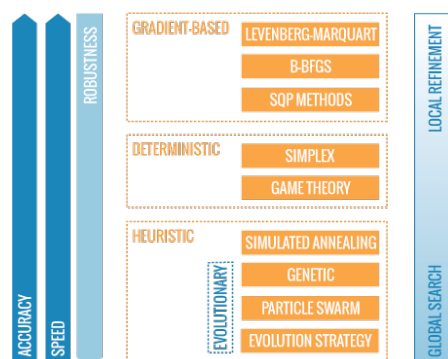 GRADIENT-BASED
LEVENBERG-MARQUART
B-BFGS
SQP METHODS
DETERMINISTIC
SIMPLEX
GAME THEORY
HEURISTIC
SIMULATED ANNEALING
EVOLUTIONARY
GENETIC
PARTICLE SWARM
EVOLUTION STRATEGY
ACCURACY
SPEED
ROBUSTNESS
LOCAL REFINEMENT
GLOBAL SEARCH